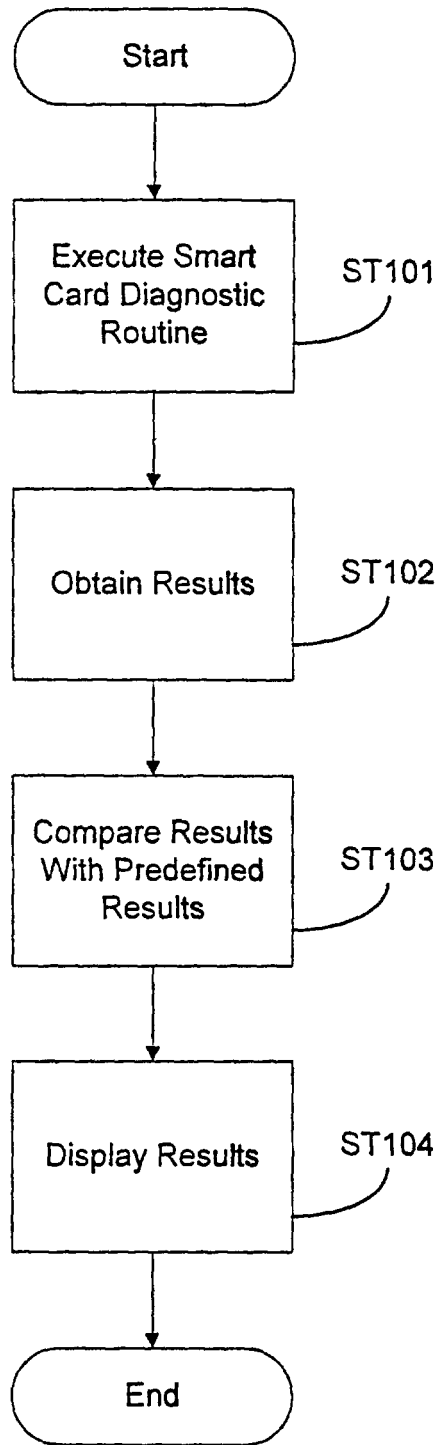 Start
Execute Smart
Card Diagnostic
Routine
ST101
Obtain Results
ST102
Compare Results
With Predefined
Results
ST103
Display Results
ST104
End